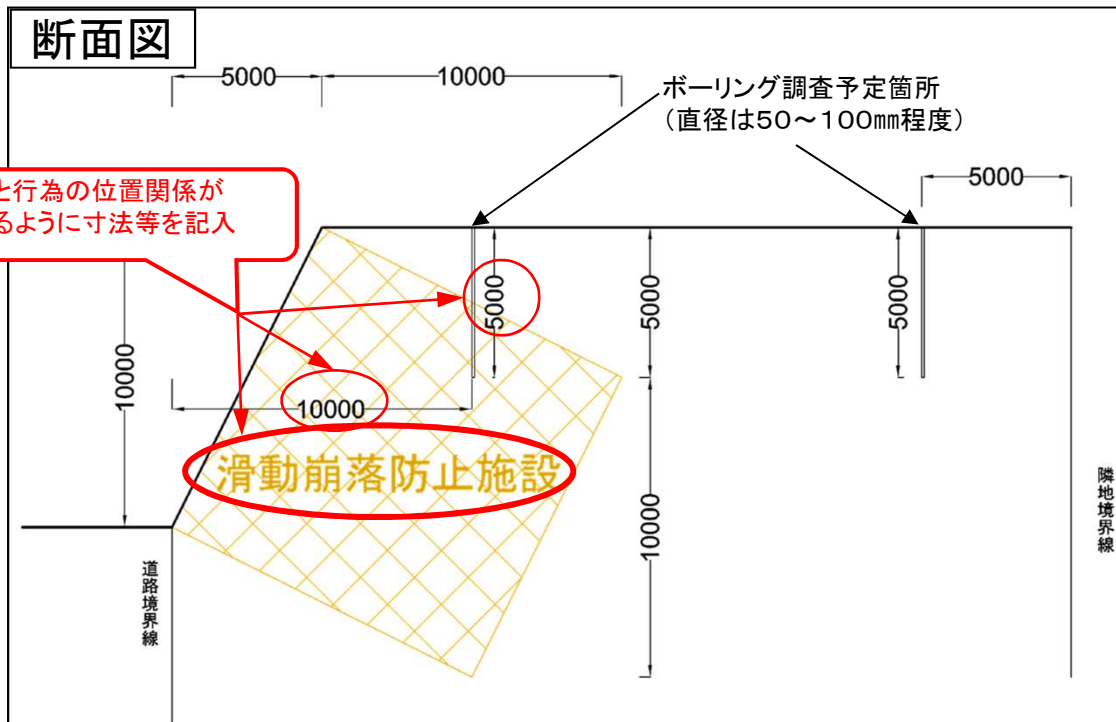 断面図
5000
10000
ボーリング調査予定箇所
（直径は50～100㎜程度）
5000
と行為の位置関係が
るように寸法等を記入
5000
5000
5000
10000
10000
滑動崩落防止施設
10000
道路境界線
隣地境界線